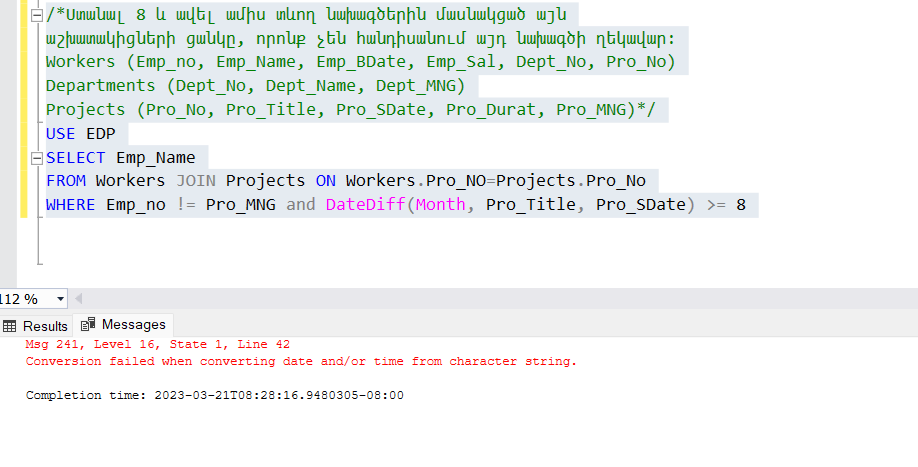 /*Ստանալ 8 և ավել ամիս տևող նախագծերին մասնակցած այն
աշխատակիցների ցանկը, որոնք չեն հանդիսանում այդ նախագծի ղեկավար:
Workers (Emp_no, Emp_Name, Emp_BDate, Emp_Sal, Dept_No, Pro_No)
Departments (Dept_No, Dept_Name, Dept_MNG)
Projects (Pro_No, Pro_Title, Pro_SDate, Pro_Durat, Pro_MNG)*/
USE EDP
SELECT Emp_Name
FROM Workers JOIN Projects ON Workers.Pro_NO=Projects.Pro_No
WHERE Emp_no != Pro_MNG and DateDiff(Month, Pro_Title, Pro_SDate) >= 8
112 %
Results Messages
Msg 241, Level 16, State 1, Line 42
Conversion failed when converting date and/or time from character string.
Completion time: 2023-03-21T08:28:16.9480305-08:00